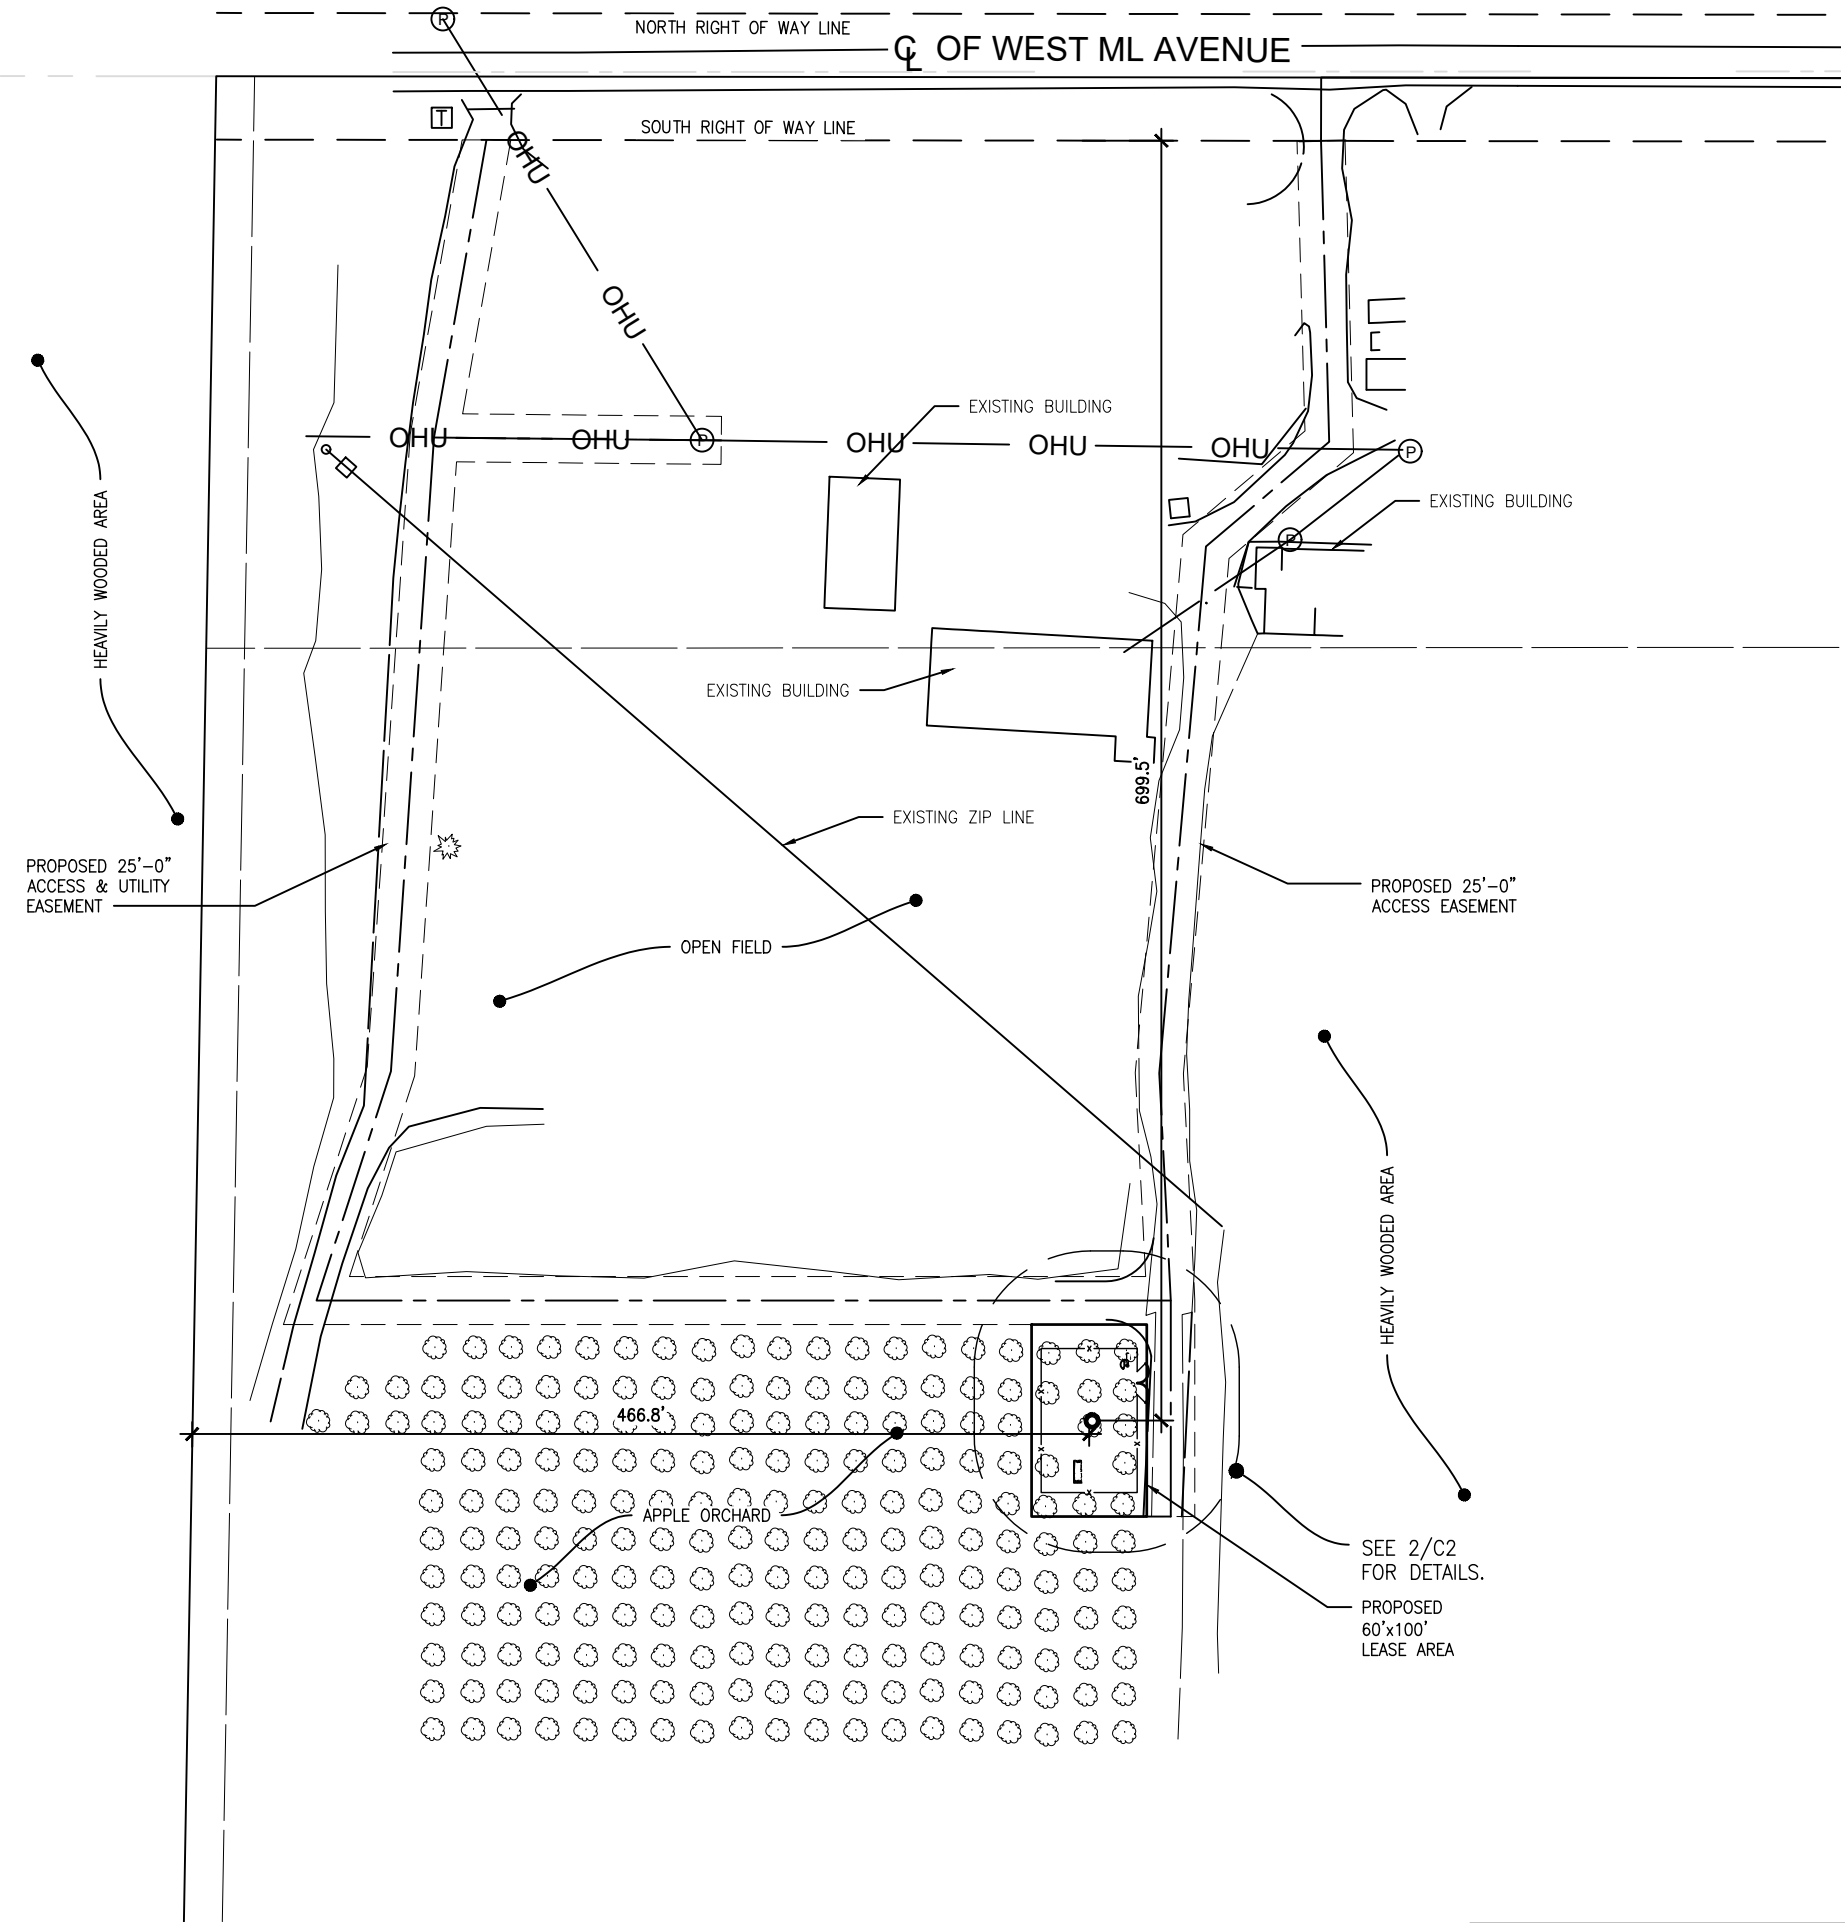 R
NORTH RIGHT OF WAY LINE
℄ OF WEST ML AVENUE
T
SOUTH RIGHT OF WAY LINE
OHU
OHU
EXISTING BUILDING
OHU
OHU
P
OHU
OHU
OHU
P
HEAVILY WOODED AREA
EXISTING BUILDING
P
EXISTING BUILDING
699.5'
EXISTING ZIP LINE
PROPOSED 25'-0"
ACCESS & UTILITY
EASEMENT
PROPOSED 25'-0"
ACCESS EASEMENT
OPEN FIELD
HEAVILY WOODED AREA
466.8'
APPLE ORCHARD
SEE 2/C2
FOR DETAILS.
PROPOSED
60'x100'
LEASE AREA